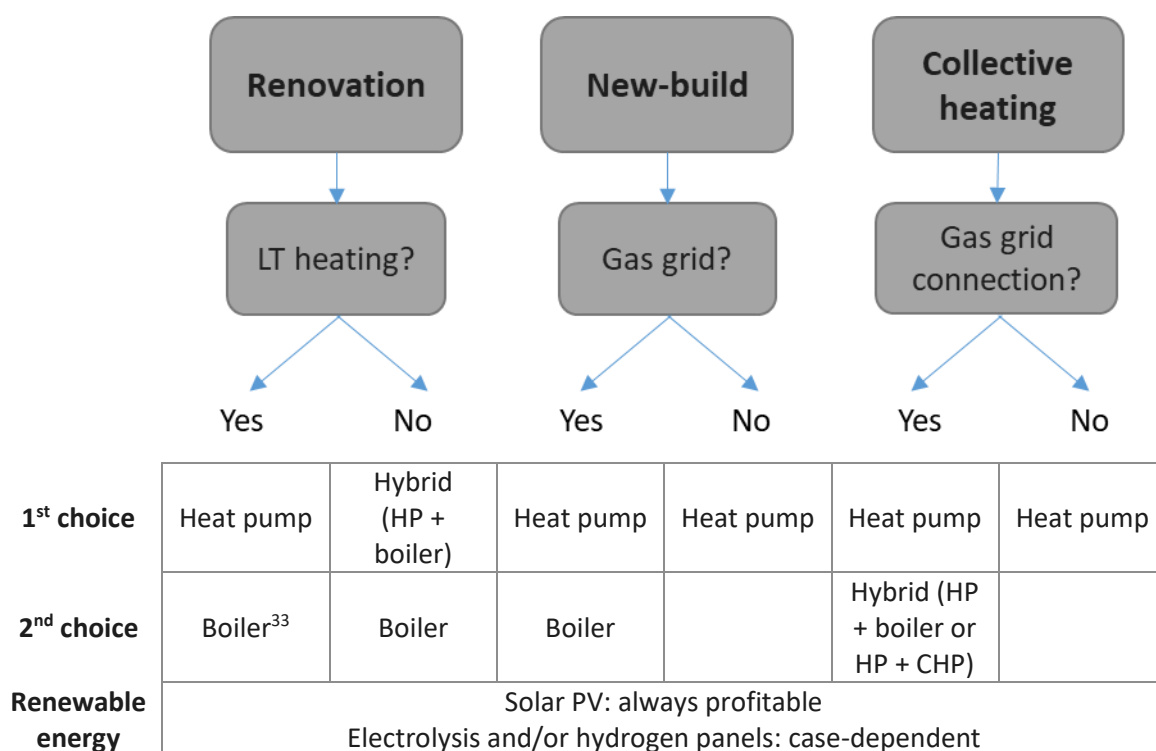 Renovation
New-build
Collective
heating
LT heating?
Gas grid?
Gas grid
connection?
Yes
No
Yes
No
Yes
No
1st choice
Heat pump
Hybrid
(HP +
boiler)
Heat pump
Heat pump
Heat pump
Heat pump
2nd choice
Boiler33
Boiler
Boiler
Hybrid (HP
+ boiler or
HP + CHP)
Renewable
energy
Solar PV: always profitable
Electrolysis and/or hydrogen panels: case-dependent